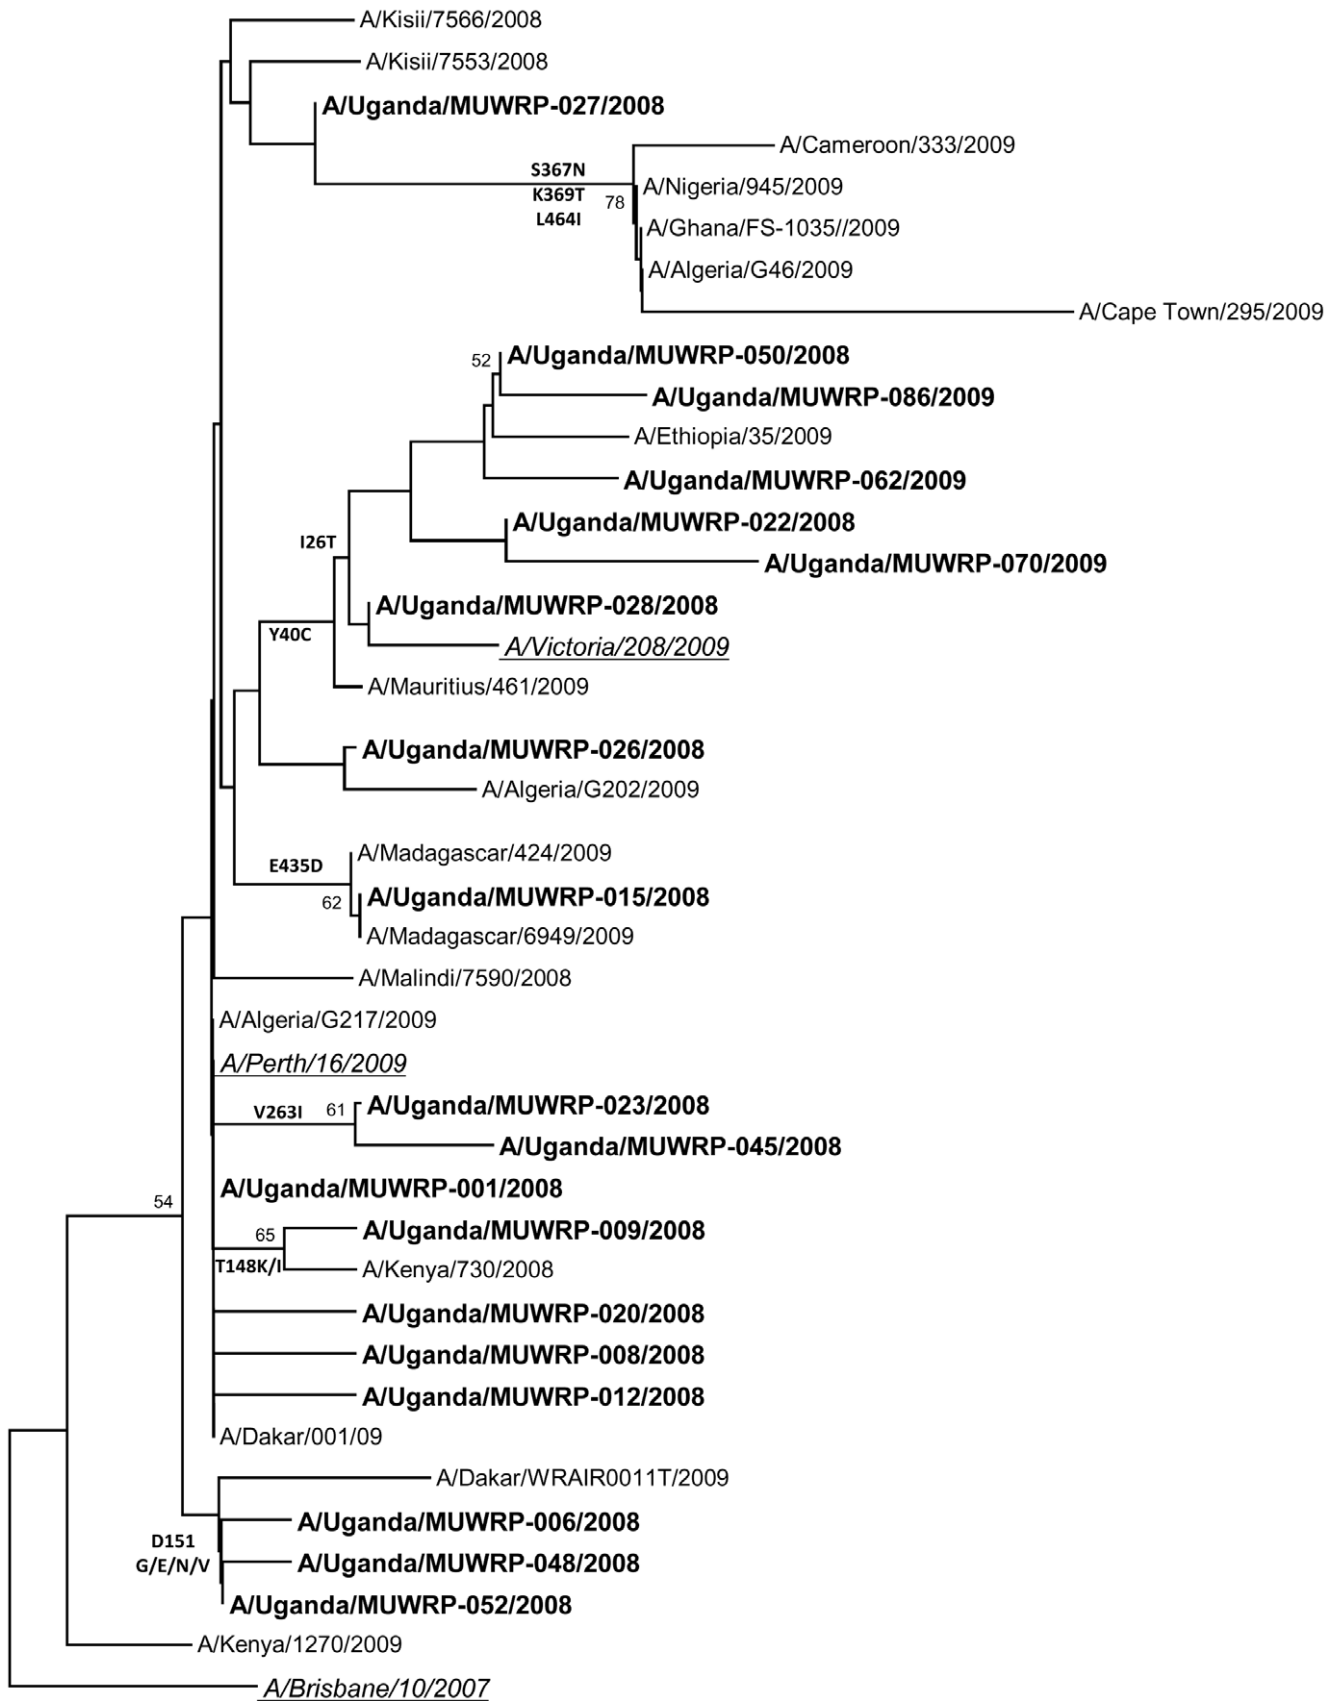 A/Kisii/7566/2008
A/Kisii/7553/2008
A/Uganda/MUWRP-027/2008
A/Cameroon/333/2009
S367N
K369T
L464I
78
A/Nigeria/945/2009
A/Ghana/FS-1035//2009
A/Algeria/G46/2009
A/Cape Town/295/2009
52
A/Uganda/MUWRP-050/2008
A/Uganda/MUWRP-086/2009
A/Ethiopia/35/2009
A/Uganda/MUWRP-062/2009
A/Uganda/MUWRP-022/2008
I26T
A/Uganda/MUWRP-070/2009
A/Uganda/MUWRP-028/2008
Y40C
A/Victoria/208/2009
A/Mauritius/461/2009
A/Uganda/MUWRP-026/2008
A/Algeria/G202/2009
A/Madagascar/424/2009
E435D
62
A/Uganda/MUWRP-015/2008
A/Madagascar/6949/2009
A/Malindi/7590/2008
A/Algeria/G217/2009
A/Perth/16/2009
V263I
61
A/Uganda/MUWRP-023/2008
A/Uganda/MUWRP-045/2008
54
A/Uganda/MUWRP-001/2008
65
A/Uganda/MUWRP-009/2008
T148K/I
A/Kenya/730/2008
A/Uganda/MUWRP-020/2008
A/Uganda/MUWRP-008/2008
A/Uganda/MUWRP-012/2008
A/Dakar/001/09
A/Dakar/WRAIR0011T/2009
A/Uganda/MUWRP-006/2008
D151
G/E/N/V
A/Uganda/MUWRP-048/2008
A/Uganda/MUWRP-052/2008
A/Kenya/1270/2009
A/Brisbane/10/2007